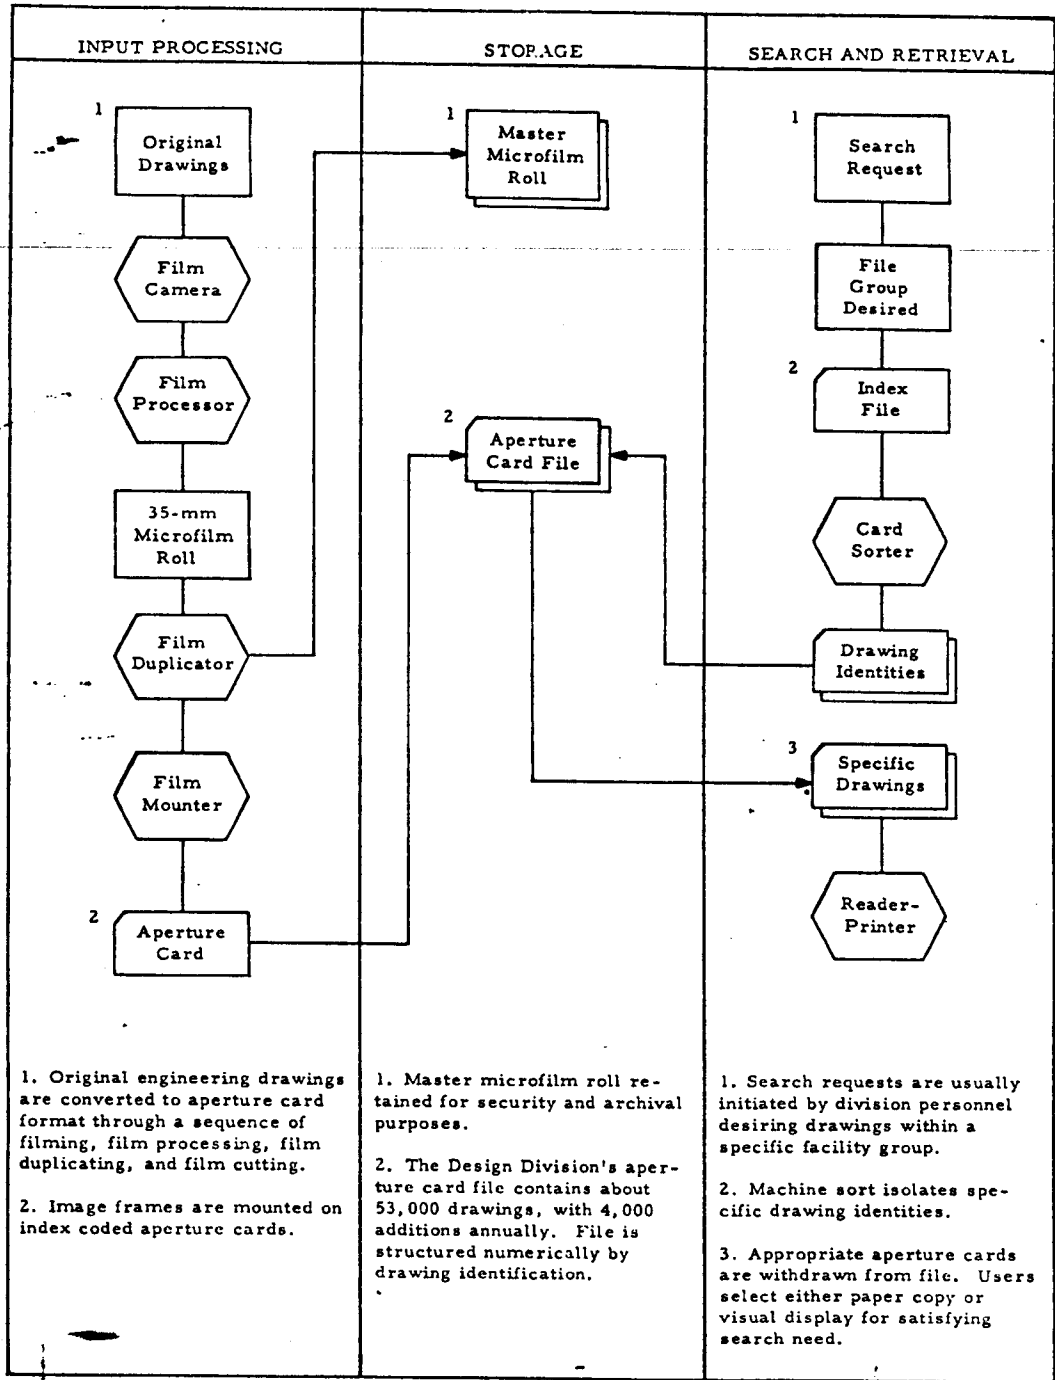 INPUT PROCESSING
1
Original
Drawings
Film
Camera
Film
Processor
35-mm
Microfilm
Roll
Film
Duplicator
Film
Mounter
2
Aperture
Card
1. Original engineering drawings
are converted to aperture card
format through a sequence of
filming, film processing, film
duplicating, and film cutting.
2. Image frames are mounted on
index coded aperture cards.
STORAGE
1
Master
Microfilm
Roll
2
Aperture
Card File
1. Master microfilm roll re-
tained for security and archival
purposes.
2. The Design Division's aper-
ture card file contains about
53,000 drawings, with 4,000
additions annually. File is
structured numerically by
drawing identification.
SEARCH AND RETRIEVAL
1
Search
Request
File
Group
Desired
2
Index
File
Card
Sorter
Drawing
Identities
3
Specific
Drawings
Reader-
Printer
1. Search requests are usually
initiated by division personnel
desiring drawings within a
specific facility group.
2. Machine sort isolates spe-
cific drawing identities.
3. Appropriate aperture cards
are withdrawn from file. Users
select either paper copy or
visual display for satisfying
search need.